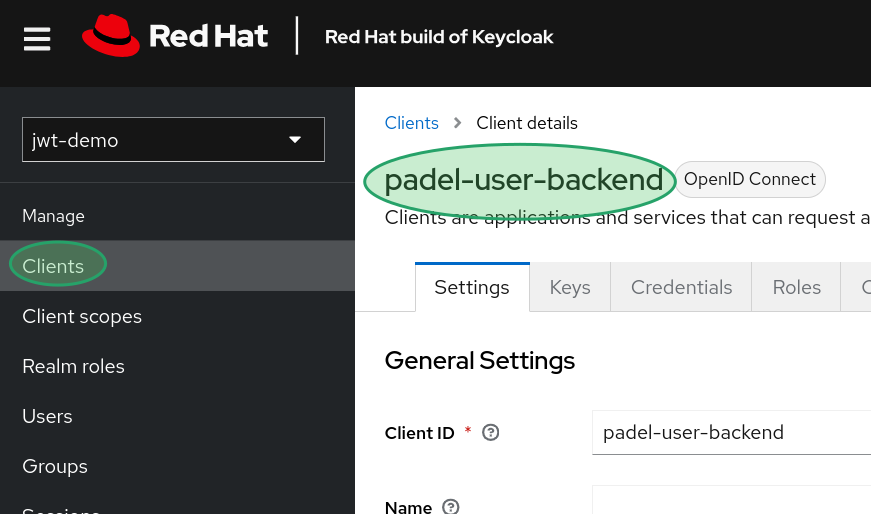 Red Hat Red Hat build of Keycloak
jwt-demo
Manage
Clients
Client scopes
Realm roles
Users
Groups
Sessions
Clients > Client details
padel-user-backend OpenID Connect
Clients are applications and services that can request a
Settings Keys Credentials Roles
General Settings
Client ID * padel-user-backend
Name